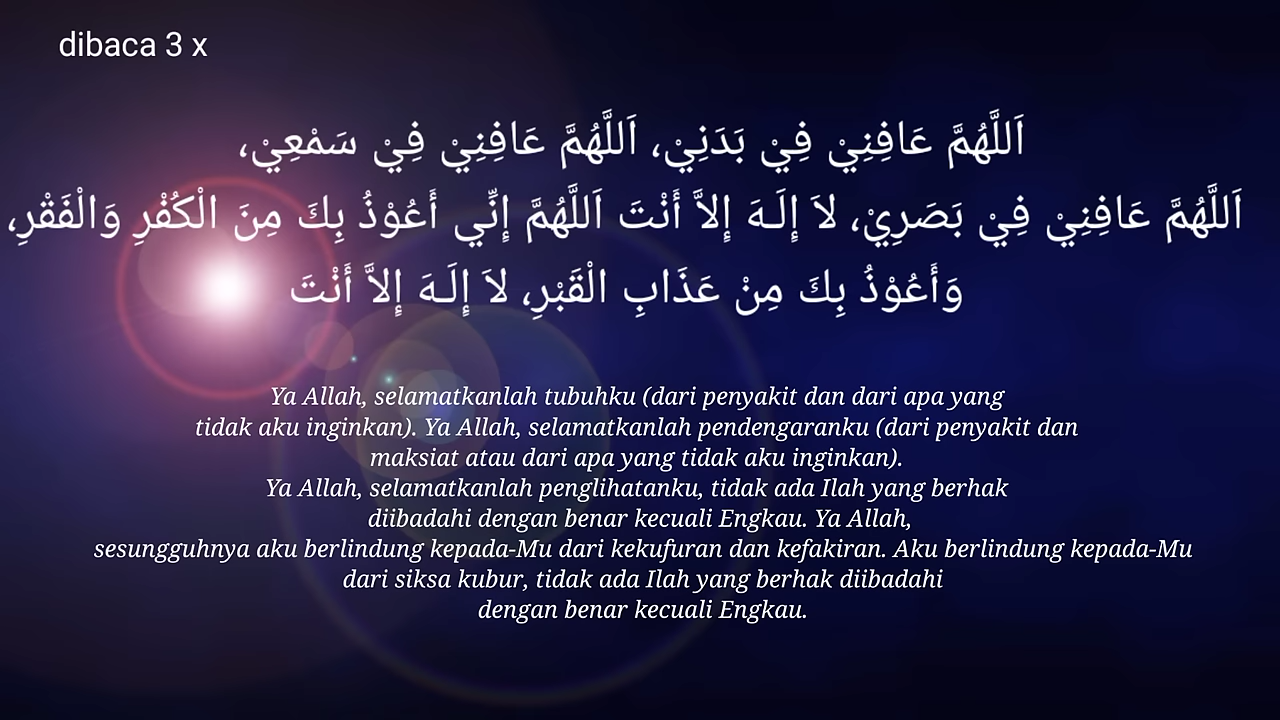 dibaca 3 x
اَللَّهُمَّ عَافِنِيْ فِيْ بَدَنِيْ، اَللَّهُمَّ عَافِنِيْ فِيْ سَمْعِيْ،
اَللَّهُمَّ عَافِنِيْ فِيْ بَصَرِيْ، لاَ إِلَـهَ إِلاَّ أَنْتَ اَللَّهُمَّ إِنِّي أَعُوْذُ بِكَ مِنَ الْكُفْرِ وَالْفَقْرِ،
وَأَعُوْذُ بِكَ مِنْ عَذَابِ الْقَبْرِ، لاَ إِلَـهَ إِلاَّ أَنْتَ
Ya Allah, selamatkanlah tubuhku (dari penyakit dan dari apa yang
tidak aku inginkan). Ya Allah, selamatkanlah pendengaranku (dari penyakit dan
maksiat atau dari apa yang tidak aku inginkan).
Ya Allah, selamatkanlah penglihatanku, tidak ada Ilah yang berhak
diibadahi dengan benar kecuali Engkau. Ya Allah,
sesungguhnya aku berlindung kepada-Mu dari kekufuran dan kefakiran. Aku berlindung kepada-Mu
dari siksa kubur, tidak ada Ilah yang berhak diibadahi
dengan benar kecuali Engkau.